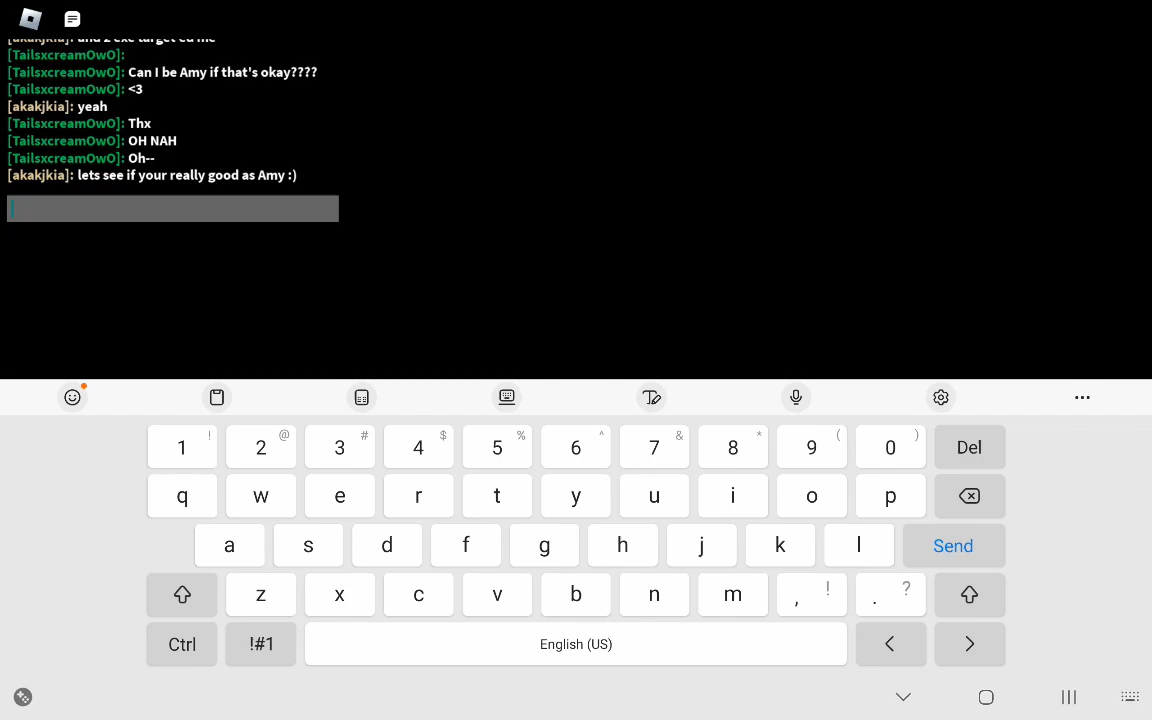 [TailsxcreamOwO]:
[TailsxcreamOwO]: Can I be Amy if that's okay????
[TailsxcreamOwO]: <3
[akakjkia]: yeah
[TailsxcreamOwO]: Thx
[TailsxcreamOwO]: OH NAH
[TailsxcreamOwO]: Oh--
[akakjkia]: lets see if your really good as Amy :)
1 ! 2 @ 3 # 4 $ 5 % 6 ^ 7 & 8 * 9 ( 0 ) Del
q w e r t y u i o p
a s d f g h j k l Send
z x c v b n m , ! . ?
Ctrl !#1 English (US) < >